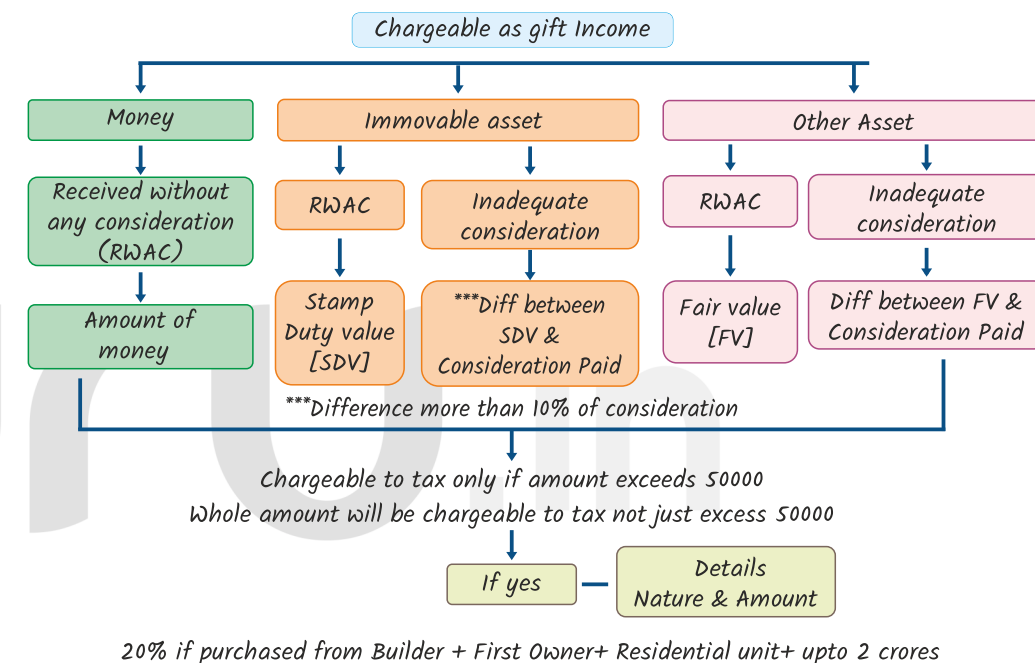 Chargeable as gift Income
Money
Immovable asset
Other Asset
Received without
any consideration
(RWAC)
RWAC
Inadequate
consideration
RWAC
Inadequate
consideration
Amount of
money
Stamp
Duty value
[SDV]
***Diff between
SDV &
Consideration Paid
Fair value
[FV]
Diff between FV &
Consideration Paid
***Difference more than 10% of consideration
Chargeable to tax only if amount exceeds 50000
Whole amount will be chargeable to tax not just excess 50000
If yes
Details
Nature & Amount
20% if purchased from Builder + First Owner+ Residential unit+ upto 2 crores